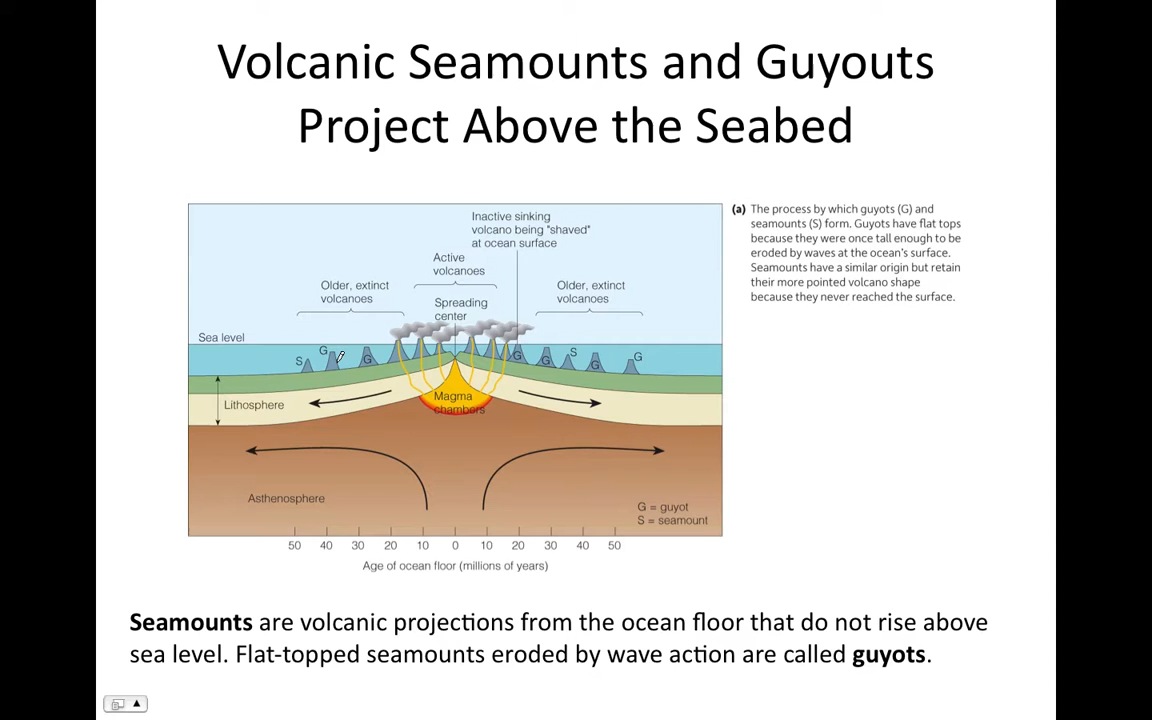 Volcanic Seamounts and Guyouts
Project Above the Seabed
Inactive sinking
volcano being "shaved"
at ocean surface
Active
volcanoes
Older, extinct
volcanoes
Older, extinct
volcanoes
Spreading
center
Sea level
S
G
G
G
G
S
G
G
Lithosphere
Magma
chambers
Asthenosphere
G = guyot
S = seamount
50 40 30 20 10 0 10 20 30 40 50
Age of ocean floor (millions of years)
(a) The process by which guyots (G) and
seamounts (S) form. Guyots have flat tops
because they were once tall enough to be
eroded by waves at the ocean's surface.
Seamounts have a similar origin but retain
their more pointed volcano shape
because they never reached the surface.
Seamounts are volcanic projections from the ocean floor that do not rise above
sea level. Flat-topped seamounts eroded by wave action are called guyots.